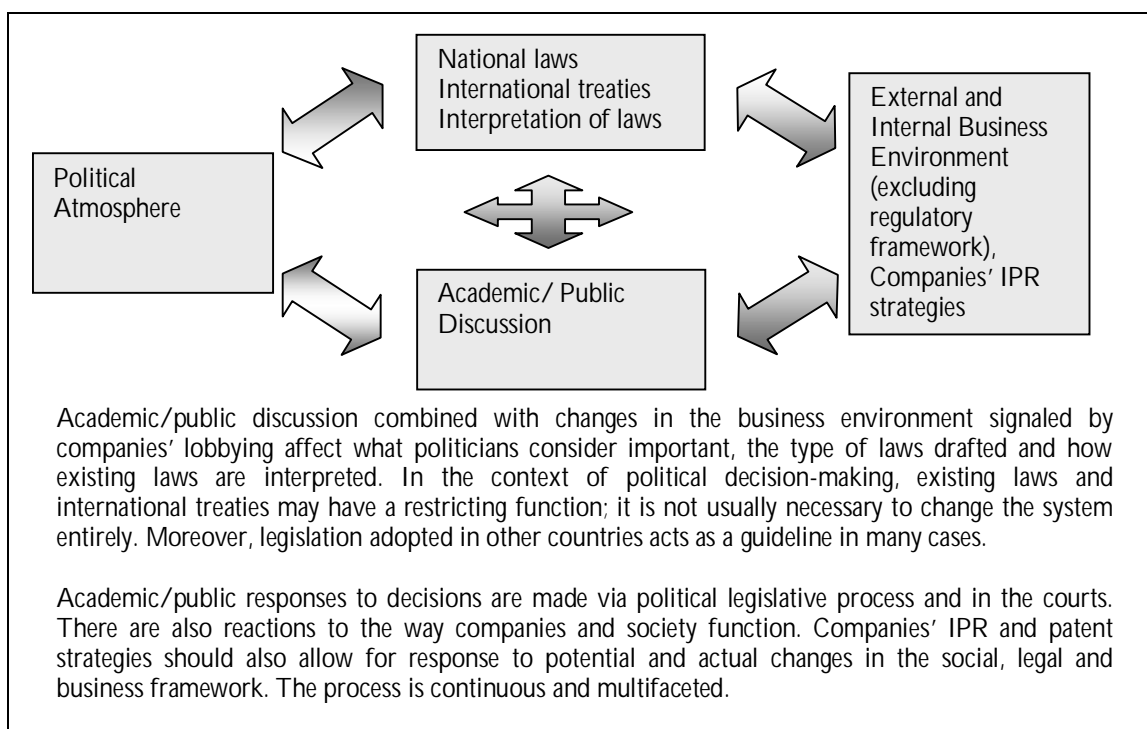 National laws
International treaties
Interpretation of laws
External and
Internal Business
Environment
(excluding
regulatory
framework),
Companies' IPR
strategies
Political
Atmosphere
Academic/ Public
Discussion
Academic/public discussion combined with changes in the business environment signaled by
companies' lobbying affect what politicians consider important, the type of laws drafted and how
existing laws are interpreted. In the context of political decision-making, existing laws and
international treaties may have a restricting function; it is not usually necessary to change the system
entirely. Moreover, legislation adopted in other countries acts as a guideline in many cases.
Academic/public responses to decisions are made via political legislative process and in the courts.
There are also reactions to the way companies and society function. Companies' IPR and patent
strategies should also allow for response to potential and actual changes in the social, legal and
business framework. The process is continuous and multifaceted.